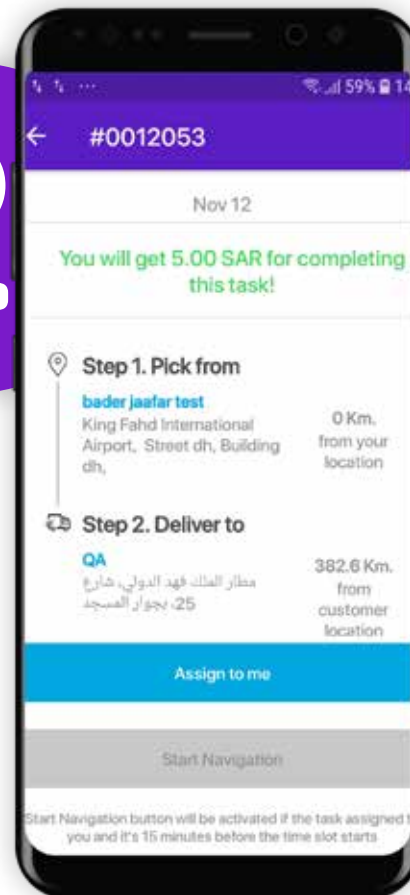 59% 14
#0012053
Nov 12
You will get 5.00 SAR for completing
this task!
Step 1. Pick from
bader jaafar test
King Fahd International
Airport, Street dh, Building
dh,
0 Km.
from your
location
Step 2. Deliver to
QA
مطار الملك فهد الدولي، شارع
25، بجوار المسجد
382.6 Km.
from
customer
location
Assign to me
Start Navigation
Start Navigation button will be activated if the task assigned t
you and it's 15 minutes before the time slot starts